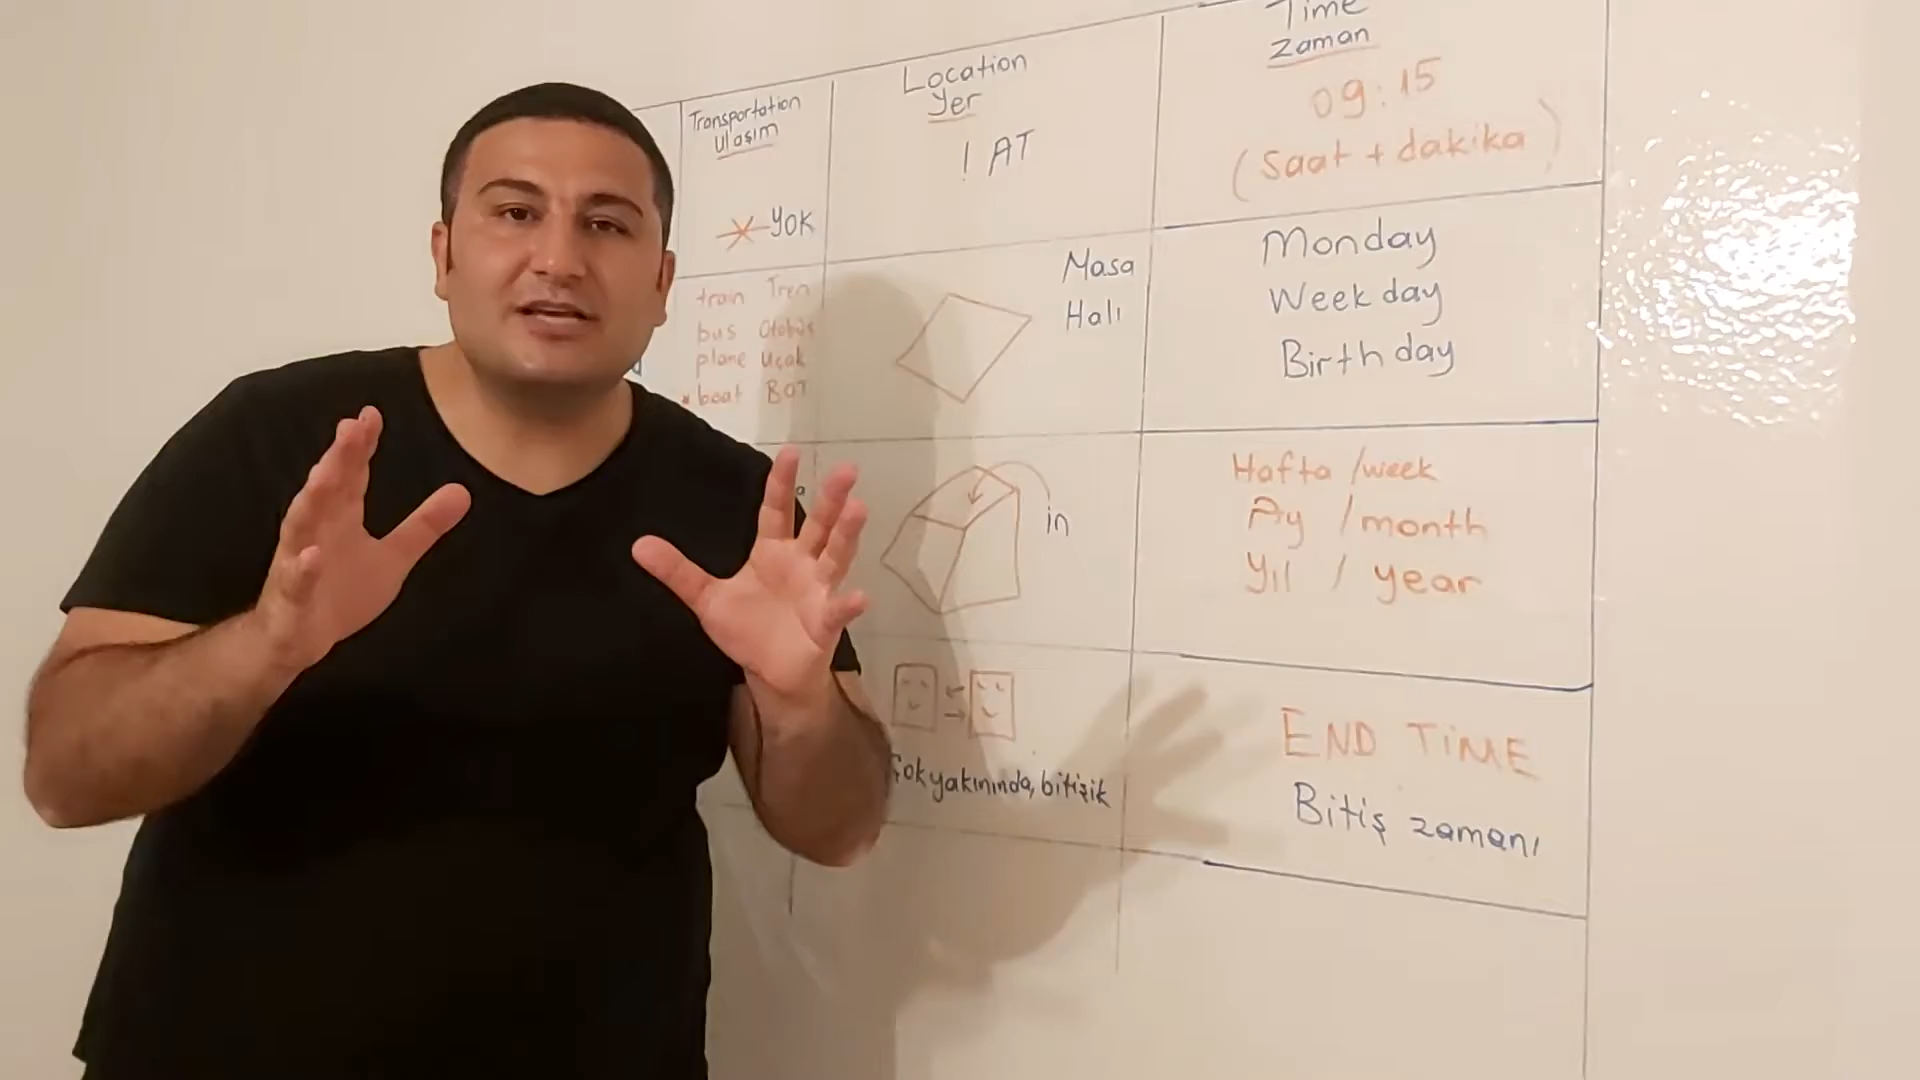 Transportation
Ulaşım
YOK
train Tren
bus Otobüs
plane Uçak
* boat BOT
Location
Yer
! AT
Masa
Halı
in
Çok yakınında, bitişik
Time
Zaman
09:15
(Saat + dakika)
Monday
Week day
Birthday
Hafta /week
Ay /month
Yıl / year
END TiME
Bitiş zamanı